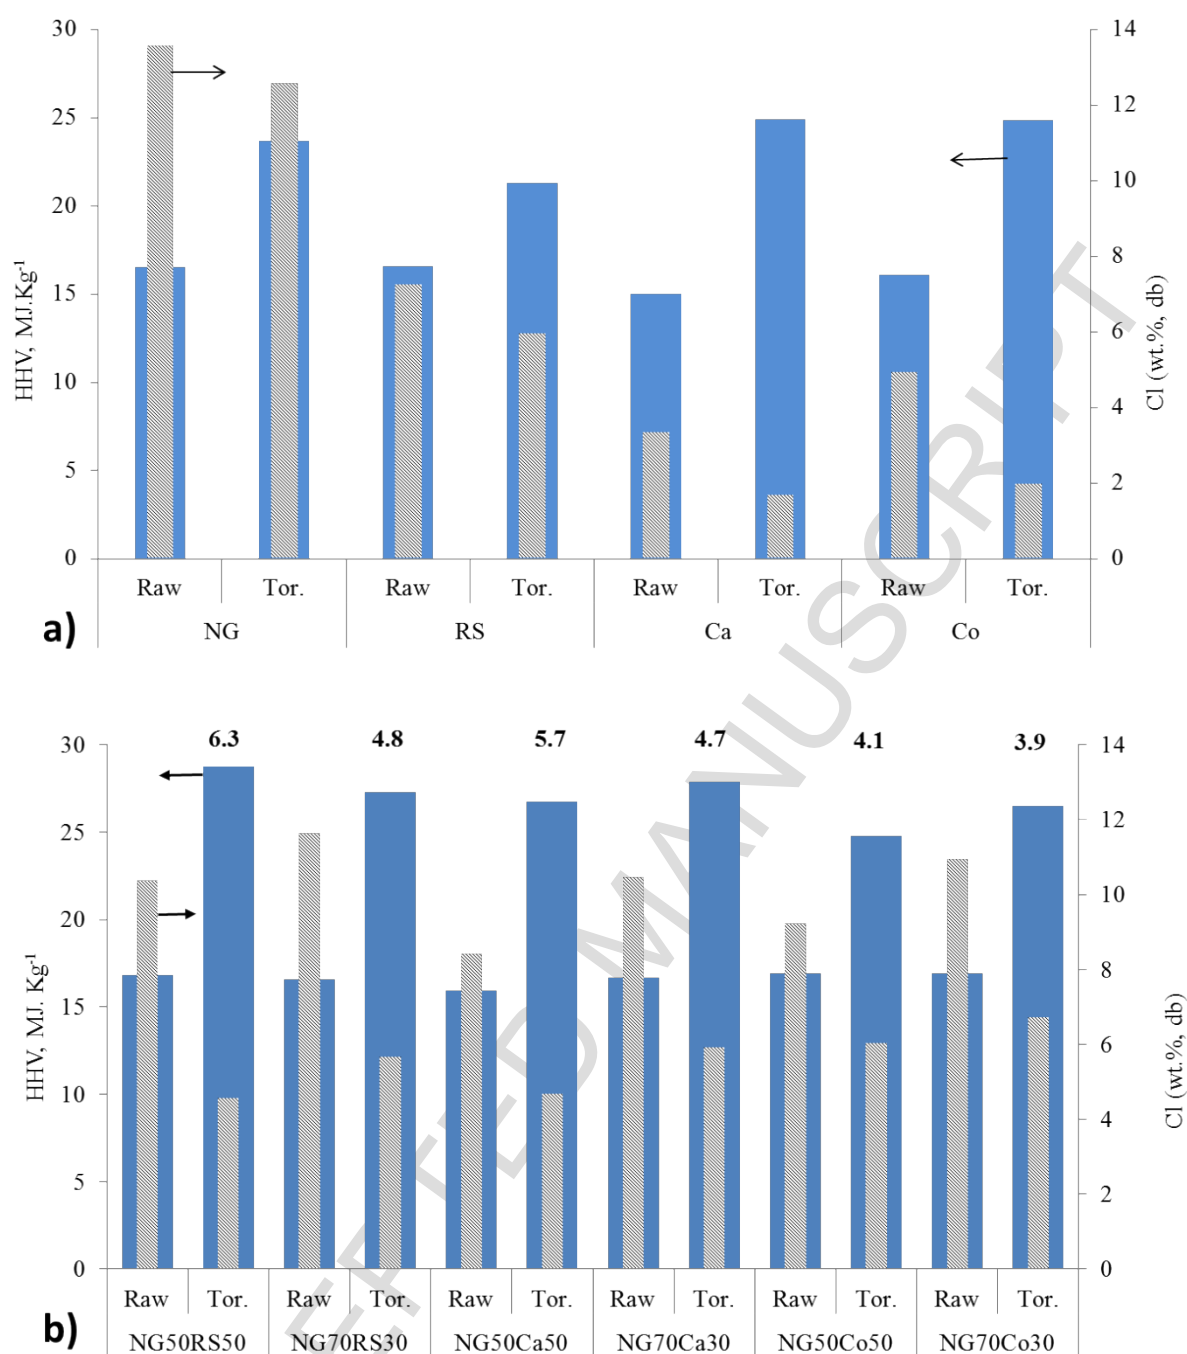 30
25
20
15
10
5
0
HHV, MJ.Kg-1
14
12
10
8
6
4
2
0
Cl (wt.%, db)
Raw Tor. Raw Tor. Raw Tor. Raw Tor.
NG RS Ca Co
a)
6.3 4.8 5.7 4.7 4.1 3.9
30
25
20
15
10
5
0
HHV, MJ. Kg-1
14
12
10
8
6
4
2
0
Cl (wt.%, db)
Raw Tor. Raw Tor. Raw Tor. Raw Tor. Raw Tor. Raw Tor.
NG50RS50 NG70RS30 NG50Ca50 NG70Ca30 NG50Co50 NG70Co30
b)
EPTED MANUSCRIPT